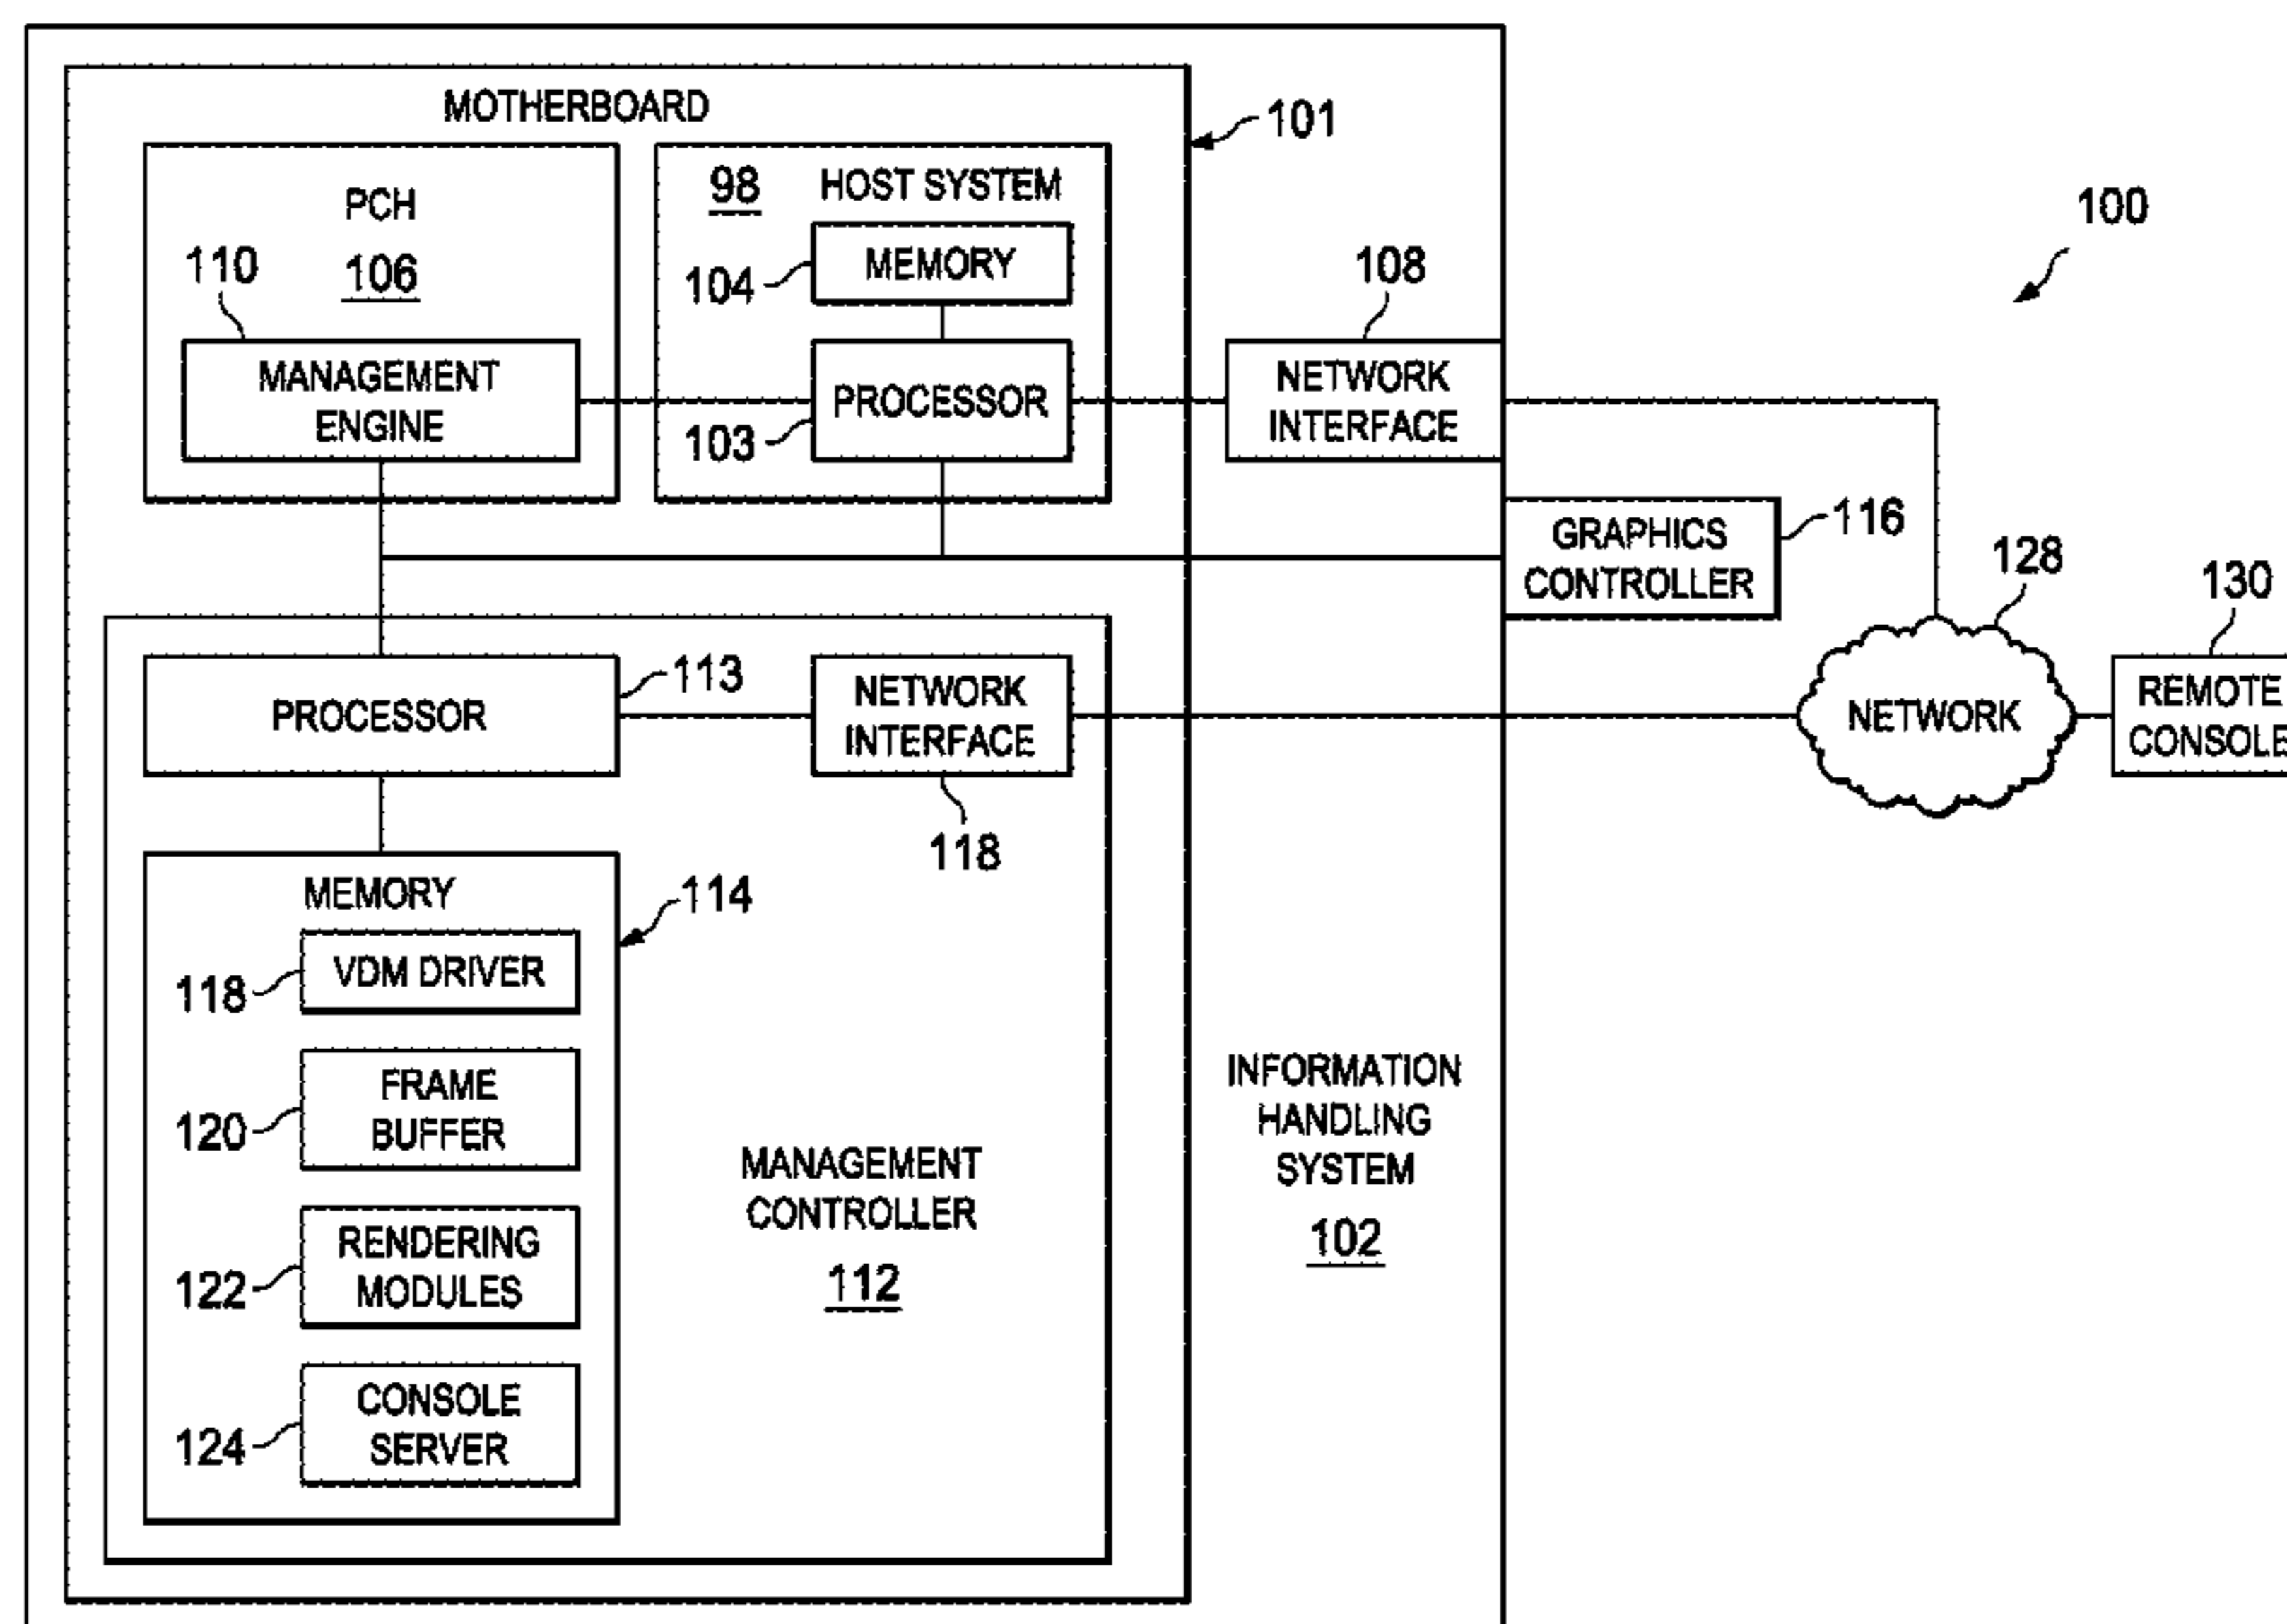 MOTHERBOARD
101
PCH
106
110
MANAGEMENT
ENGINE
98 HOST SYSTEM
104
MEMORY
PROCESSOR
103
108
NETWORK
INTERFACE
100
GRAPHICS
CONTROLLER
116
128
130
NETWORK
REMOTE
CONSOLE
PROCESSOR
113
NETWORK
INTERFACE
118
MEMORY
114
118
VDM DRIVER
120
FRAME
BUFFER
122
RENDERING
MODULES
124
CONSOLE
SERVER
MANAGEMENT
CONTROLLER
112
INFORMATION
HANDLING
SYSTEM
102